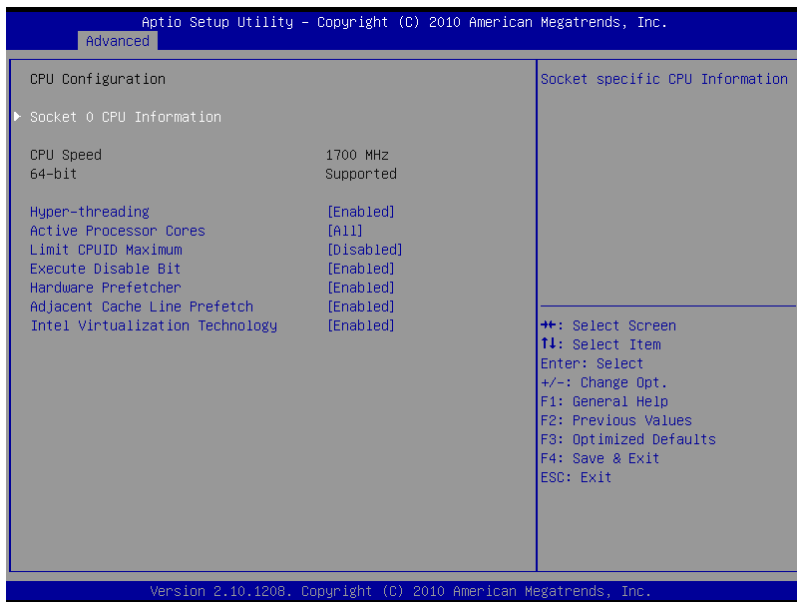 Aptio Setup Utility – Copyright (C) 2010 American Megatrends, Inc.
Advanced
CPU Configuration
Socket 0 CPU Information
CPU Speed 1700 MHz
64-bit Supported
Hyper-threading [Enabled]
Active Processor Cores [All]
Limit CPUID Maximum [Disabled]
Execute Disable Bit [Enabled]
Hardware Prefetcher [Enabled]
Adjacent Cache Line Prefetch [Enabled]
Intel Virtualization Technology [Enabled]
Socket specific CPU Information
→←: Select Screen
↑↓: Select Item
Enter: Select
+/-: Change Opt.
F1: General Help
F2: Previous Values
F3: Optimized Defaults
F4: Save & Exit
ESC: Exit
Version 2.10.1208. Copyright (C) 2010 American Megatrends, Inc.